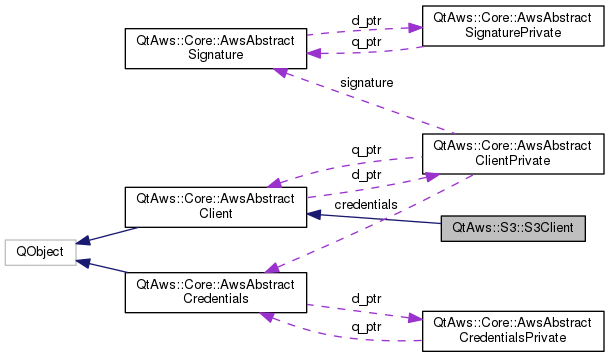 QtAws::Core::AwsAbstract
Signature
d_ptr
q_ptr
QtAws::Core::AwsAbstract
SignaturePrivate
signature
QtAws::Core::AwsAbstract
ClientPrivate
q_ptr
d_ptr
QtAws::Core::AwsAbstract
Client
credentials
QtAws::S3::S3Client
QObject
QtAws::Core::AwsAbstract
Credentials
d_ptr
q_ptr
QtAws::Core::AwsAbstract
CredentialsPrivate